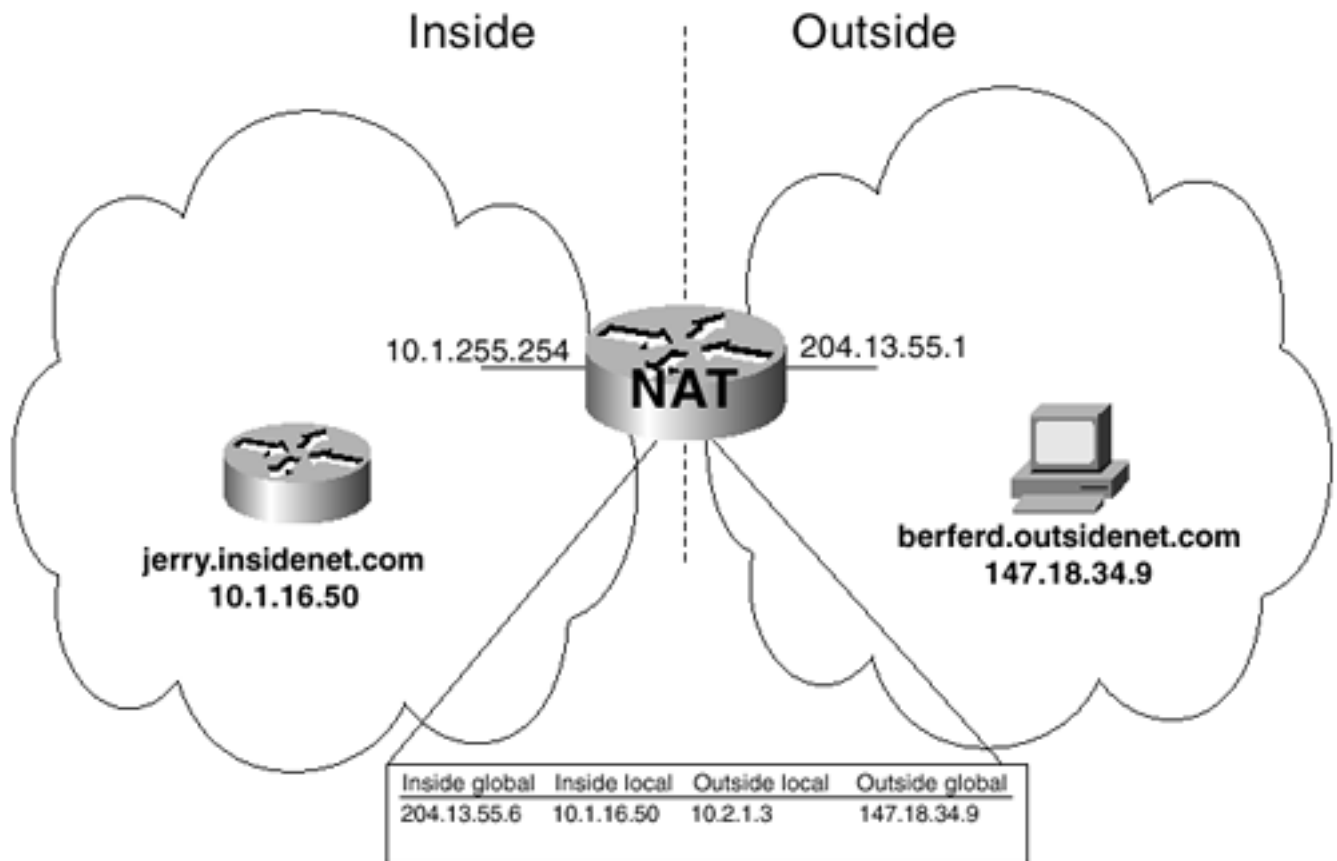 Inside Outside
10.1.255.254 204.13.55.1
NAT
jerry.insidenet.com
10.1.16.50
berferd.outsidenet.com
147.18.34.9
Inside global Inside local Outside local Outside global
204.13.55.6 10.1.16.50 10.2.1.3 147.18.34.9